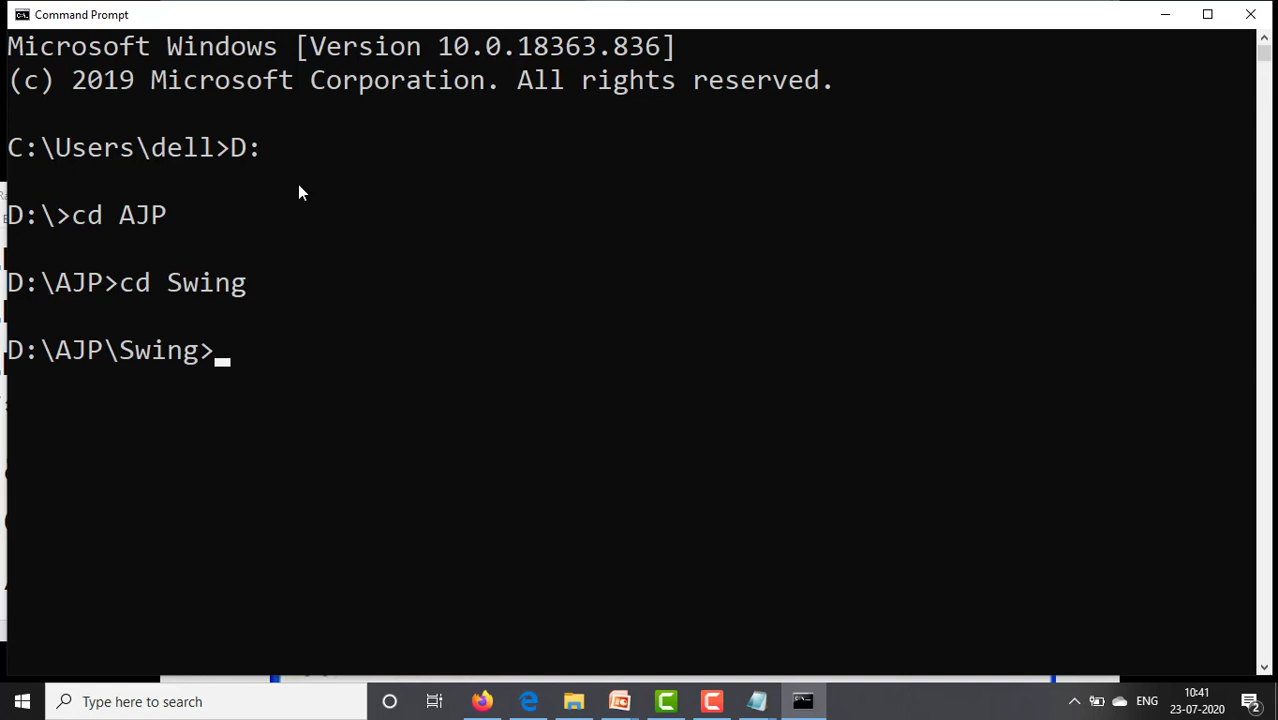 Command Prompt
Microsoft Windows [Version 10.0.18363.836]
(c) 2019 Microsoft Corporation. All rights reserved.
C:\Users\dell>D:
D:\>cd AJP
D:\AJP>cd Swing
D:\AJP\Swing>
Type here to search
ENG
10:41
23-07-2020
2